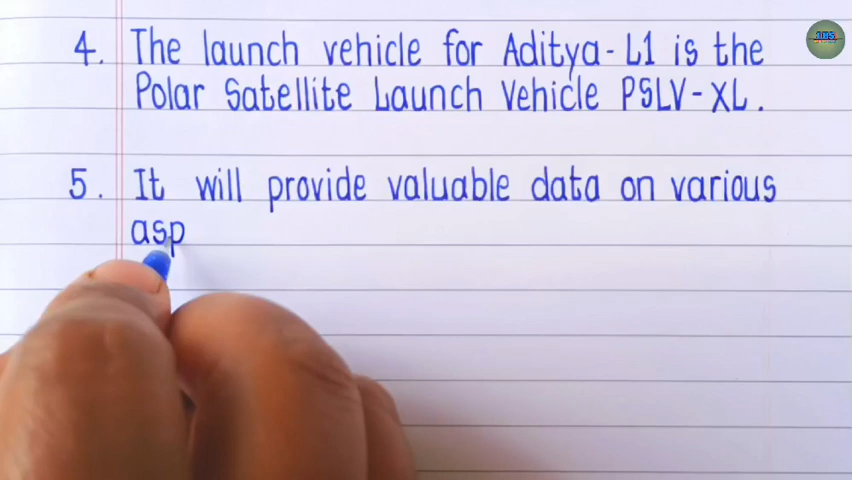 4. The launch vehicle for Aditya-L1 is the
Polar Satellite Launch Vehicle PSLV-XL.
5. It will provide valuable data on various
asp